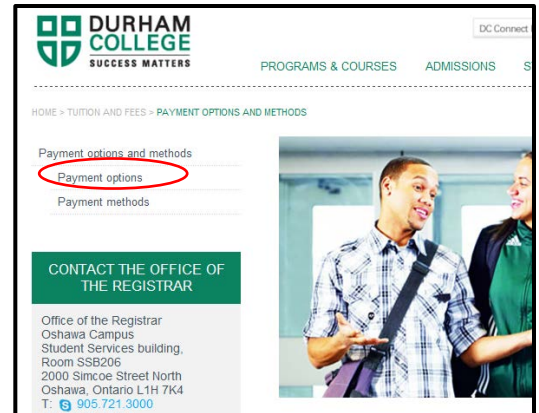 DURHAM
COLLEGE
SUCCESS MATTERS
DC Connect
PROGRAMS & COURSES ADMISSIONS S
HOME > TUITION AND FEES > PAYMENT OPTIONS AND METHODS
Payment options and methods
Payment options
Payment methods
CONTACT THE OFFICE OF
THE REGISTRAR
Office of the Registrar
Oshawa Campus
Student Services building,
Room SSB206
2000 Simcoe Street North
Oshawa, Ontario L1H 7K4
T: 905.721.3000